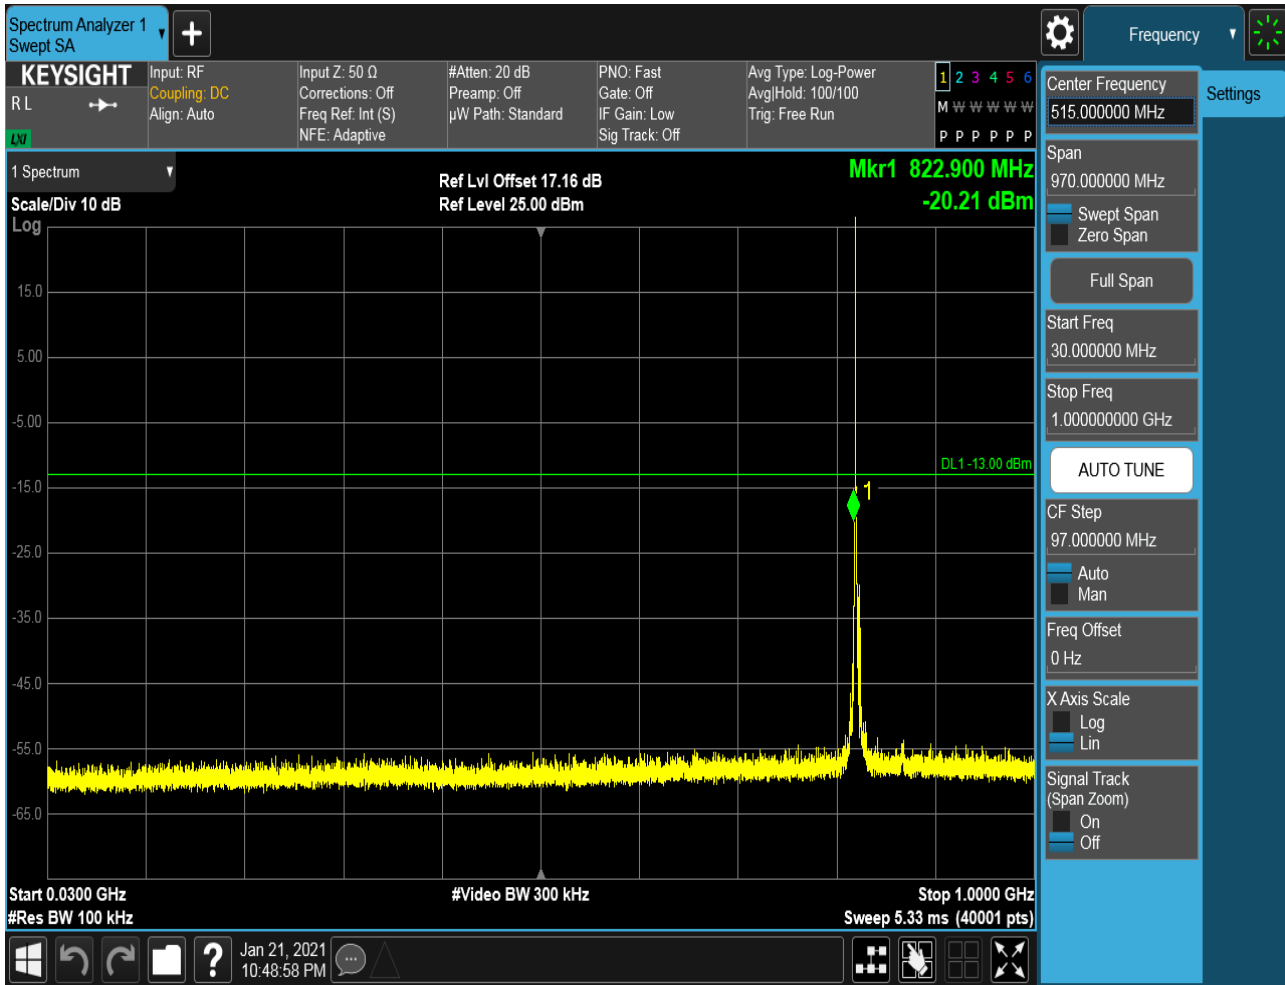 Spectrum Analyzer 1
Swept SA
+
Frequency
KEYSIGHT
R L
LXI
Input: RF
Coupling: DC
Align: Auto
Input Z: 50 Ω
Corrections: Off
Freq Ref: Int (S)
NFE: Adaptive
#Atten: 20 dB
Preamp: Off
µW Path: Standard
PNO: Fast
Gate: Off
IF Gain: Low
Sig Track: Off
Avg Type: Log-Power
Avg|Hold: 100/100
Trig: Free Run
1 2 3 4 5 6
M W W W W W
P P P P P P
1 Spectrum
Scale/Div 10 dB
Log
Ref Lvl Offset 17.16 dB
Ref Level 25.00 dBm
Mkr1 822.900 MHz
-20.21 dBm
15.0
5.00
-5.00
DL1 -13.00 dBm
-15.0
1
-25.0
-35.0
-45.0
-55.0
-65.0
Start 0.0300 GHz
#Video BW 300 kHz
Stop 1.0000 GHz
#Res BW 100 kHz
Sweep 5.33 ms (40001 pts)
Center Frequency
515.000000 MHz
Settings
Span
970.000000 MHz
Swept Span
Zero Span
Full Span
Start Freq
30.000000 MHz
Stop Freq
1.000000000 GHz
AUTO TUNE
CF Step
97.000000 MHz
Auto
Man
Freq Offset
0 Hz
X Axis Scale
Log
Lin
Signal Track
(Span Zoom)
On
Off
?
Jan 21, 2021
10:48:58 PM